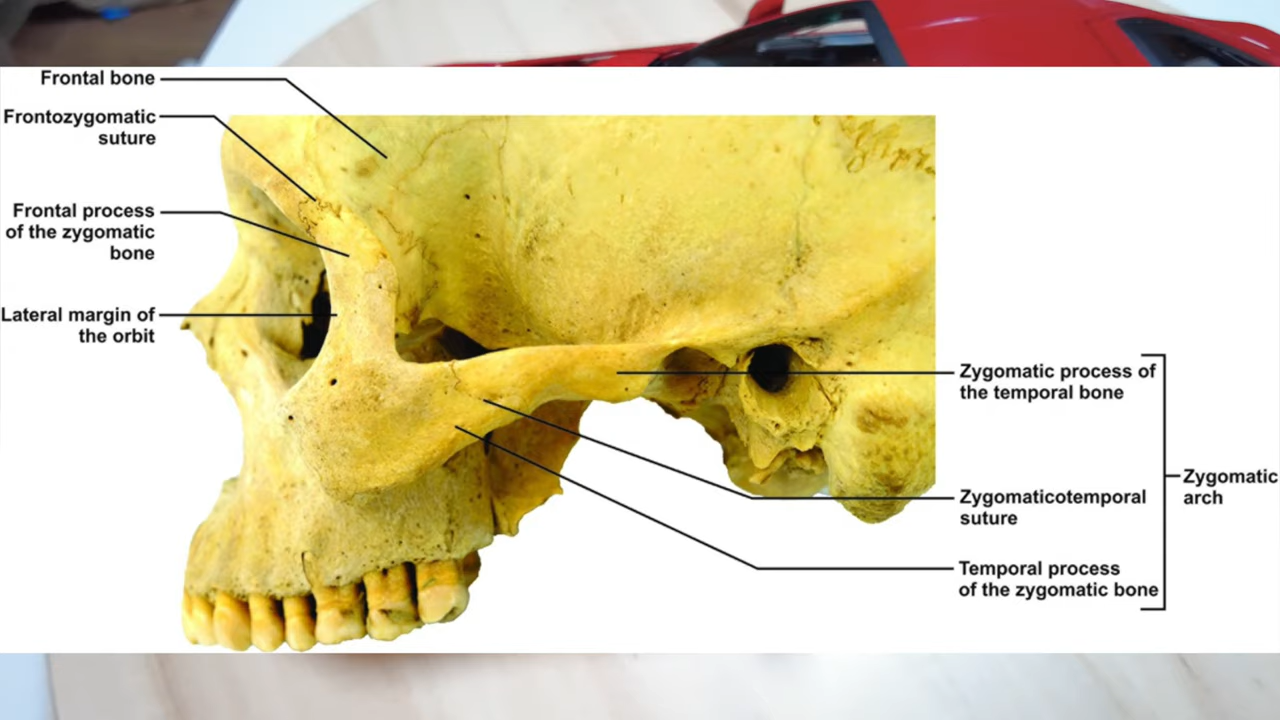 Frontal bone
Frontozygomatic
suture
Frontal process
of the zygomatic
bone
Lateral margin of
the orbit
Zygomatic process of
the temporal bone
Zygomaticotemporal
suture
Temporal process
of the zygomatic bone
Zygomatic
arch